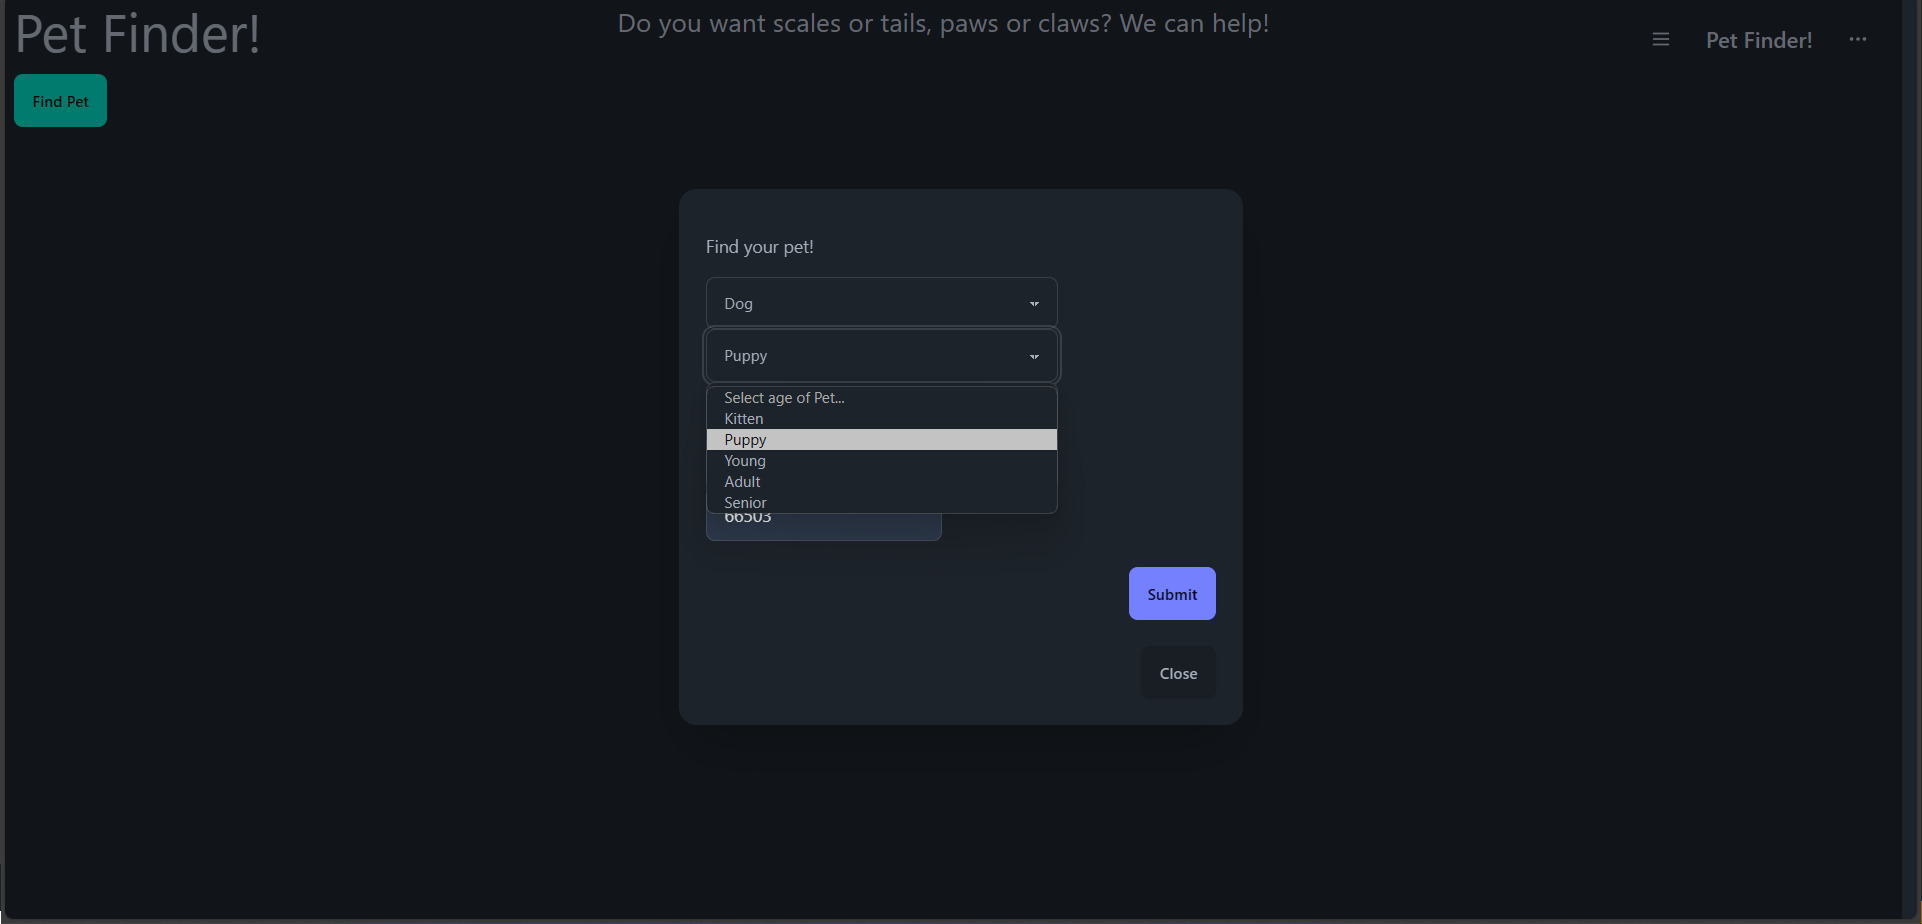 Pet Finder!
Do you want scales or tails, paws or claws? We can help!
Pet Finder!
Find Pet
Find your pet!
Dog
Puppy
Select age of Pet...
Kitten
Puppy
Young
Adult
Senior
66503
Submit
Close